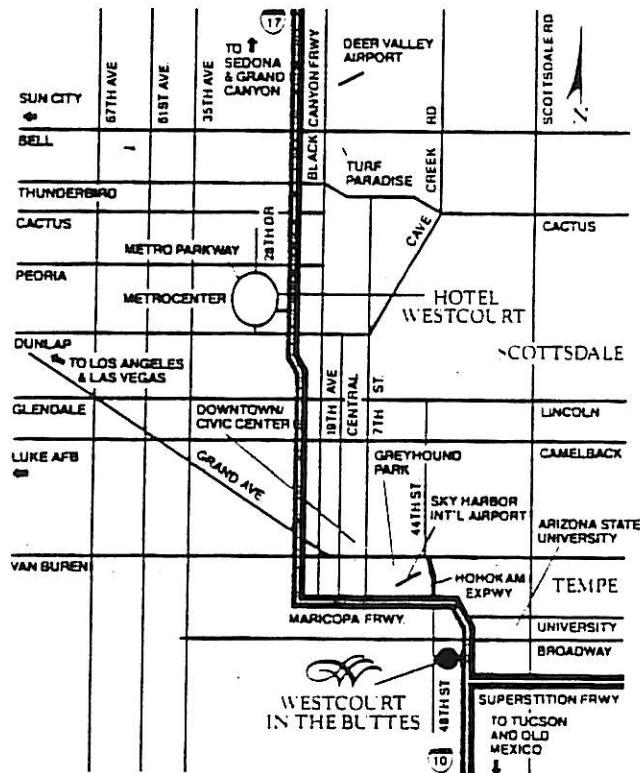 17
TO
SEDONA
& GRAND
CANYON
DEER VALLEY
AIRPORT
SCOTTSDALE RD
67TH AVE
61ST AVE.
35TH AVE
BLACK CANYON FRWY
SUN CITY
BELL
TURF
PARADISE
CAVE CREEK RD
THUNDERBIRD
CACTUS
CACTUS
28TH DR
METRO PARKWAY
PEORIA
METROCENTER
HOTEL
WESTCOURT
SCOTTSDALE
DUNLAP
TO LOS ANGELES
& LAS VEGAS
19TH AVE
CENTRAL
7TH ST.
GLENDALE
DOWNTOWN/
CIVIC CENTER
LINCOLN
LUKE AFB
GRAND AVE
GREYHOUND
PARK
CAMELBACK
44TH ST
SKY HARBOR
INT'L AIRPORT
ARIZONA STATE
UNIVERSITY
VAN BUREN
HOHOKAM
EXPWY
TEMPE
MARICOPA FRWY.
UNIVERSITY
BROADWAY
WESTCOURT
IN THE BUTTES
48TH ST
SUPERSTITION FRWY
TO TUCSON
AND OLD
MEXICO
10